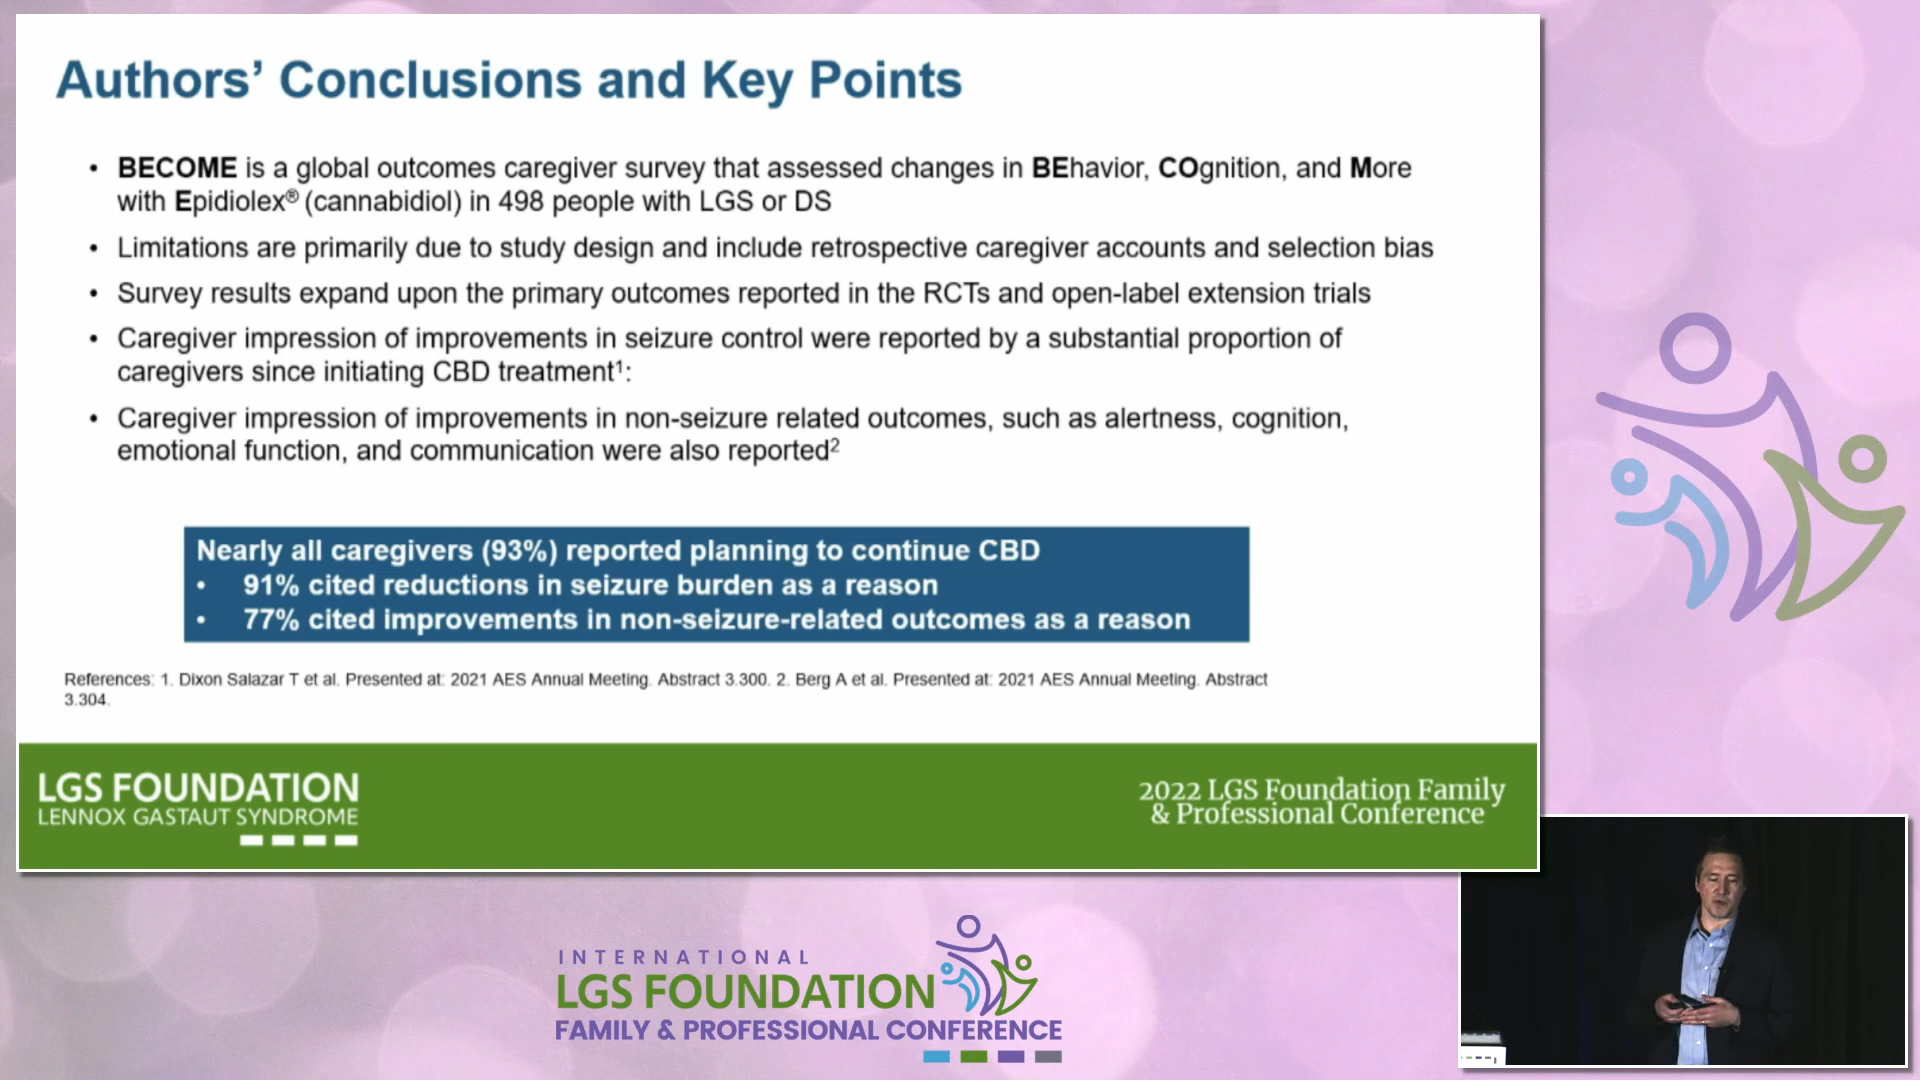 Authors’ Conclusions and Key Points
• BECOME is a global outcomes caregiver survey that assessed changes in BEhavior, COgnition, and More
with Epidiolex® (cannabidiol) in 498 people with LGS or DS
• Limitations are primarily due to study design and include retrospective caregiver accounts and selection bias
• Survey results expand upon the primary outcomes reported in the RCTs and open-label extension trials
• Caregiver impression of improvements in seizure control were reported by a substantial proportion of
caregivers since initiating CBD treatment¹:
• Caregiver impression of improvements in non-seizure related outcomes, such as alertness, cognition,
emotional function, and communication were also reported²
Nearly all caregivers (93%) reported planning to continue CBD
• 91% cited reductions in seizure burden as a reason
• 77% cited improvements in non-seizure-related outcomes as a reason
References: 1. Dixon Salazar T et al. Presented at: 2021 AES Annual Meeting. Abstract 3.300. 2. Berg A et al. Presented at: 2021 AES Annual Meeting. Abstract
3.304.
LGS FOUNDATION
LENNOX GASTAUT SYNDROME
2022 LGS Foundation Family
& Professional Conference
INTERNATIONAL
LGS FOUNDATION
FAMILY & PROFESSIONAL CONFERENCE